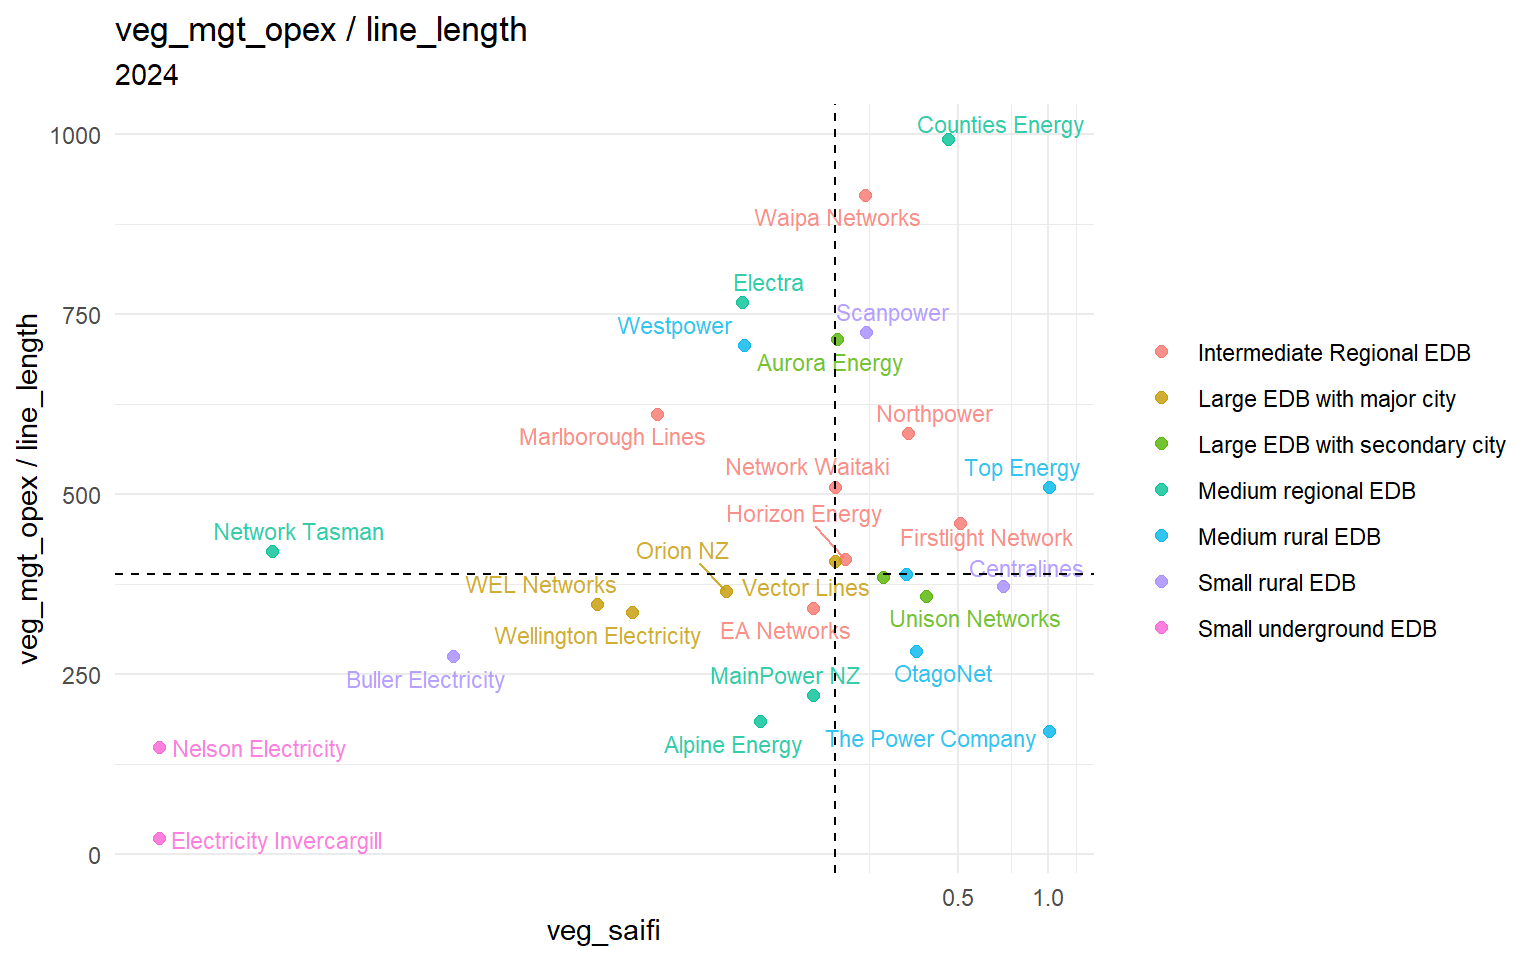 veg_mgt_opex / line_length
2024
veg_mgt_opex / line_length
1000
750
500
250
0
Counties Energy
Waipa Networks
Electra
Westpower
Scanpower
Aurora Energy
Northpower
Marlborough Lines
Network Waitaki
Top Energy
Horizon Energy
Network Tasman
Firstlight Network
Orion NZ
Centralines
WEL Networks
Vector Lines
Unison Networks
Wellington Electricity
EA Networks
Buller Electricity
MainPower NZ
OtagoNet
Alpine Energy
The Power Company
Nelson Electricity
Electricity Invercargill
0.5
1.0
veg_saifi
Intermediate Regional EDB
Large EDB with major city
Large EDB with secondary city
Medium regional EDB
Medium rural EDB
Small rural EDB
Small underground EDB